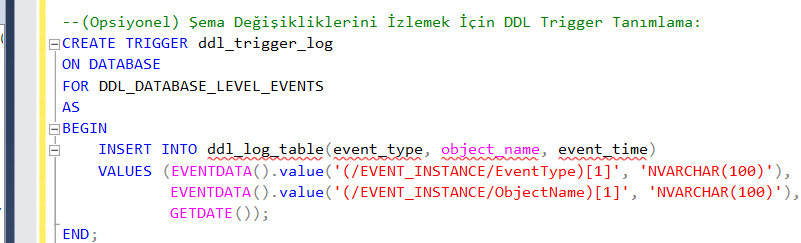 --(Opsiyonel) Şema Değişikliklerini İzlemek İçin DDL Trigger Tanımlama:
CREATE TRIGGER ddl_trigger_log
ON DATABASE
FOR DDL_DATABASE_LEVEL_EVENTS
AS
BEGIN
    INSERT INTO ddl_log_table(event_type, object_name, event_time)
    VALUES (EVENTDATA().value('(/EVENT_INSTANCE/EventType)[1]', 'NVARCHAR(100)'),
            EVENTDATA().value('(/EVENT_INSTANCE/ObjectName)[1]', 'NVARCHAR(100)'),
            GETDATE());
END;